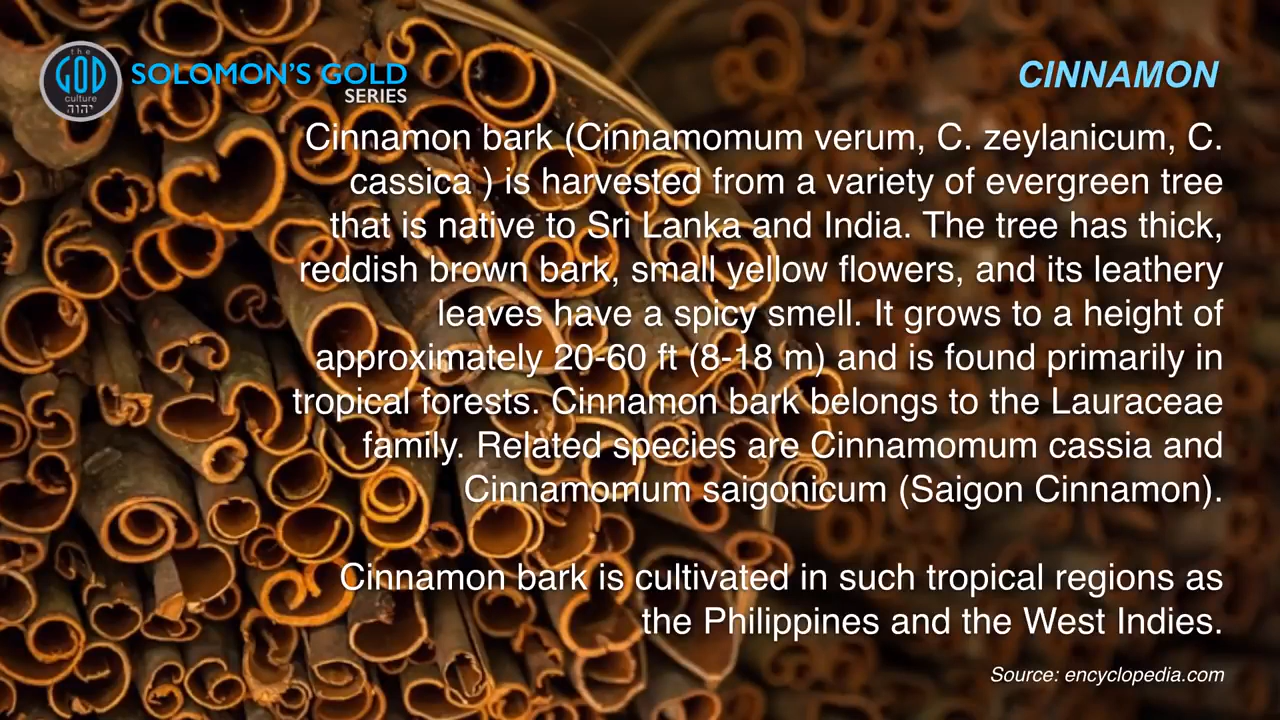 the
GOD
culture
יהוה
SOLOMON'S GOLD
SERIES
CINNAMON
Cinnamon bark (Cinnamomum verum, C. zeylanicum, C.
cassica ) is harvested from a variety of evergreen tree
that is native to Sri Lanka and India. The tree has thick,
reddish brown bark, small yellow flowers, and its leathery
leaves have a spicy smell. It grows to a height of
approximately 20-60 ft (8-18 m) and is found primarily in
tropical forests. Cinnamon bark belongs to the Lauraceae
family. Related species are Cinnamomum cassia and
Cinnamomum saigonicum (Saigon Cinnamon).
Cinnamon bark is cultivated in such tropical regions as
the Philippines and the West Indies.
Source: encyclopedia.com